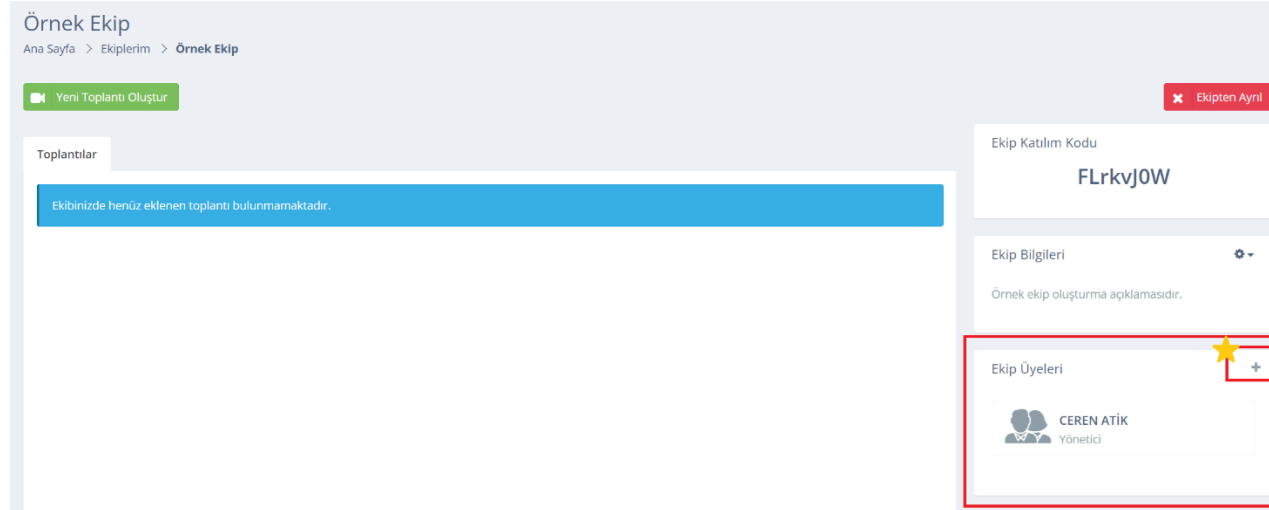 Örnek Ekip
Ana Sayfa > Ekiplerim > Örnek Ekip
Yeni Toplantı Oluştur
Ekipten Ayrıl
Toplantılar
Ekibinizde henüz eklenen toplantı bulunmamaktadır.
Ekip Katılım Kodu
FLrkvJ0W
Ekip Bilgileri
Örnek ekip oluşturma açıklamasıdır.
Ekip Üyeleri
CEREN ATİK
Yönetici